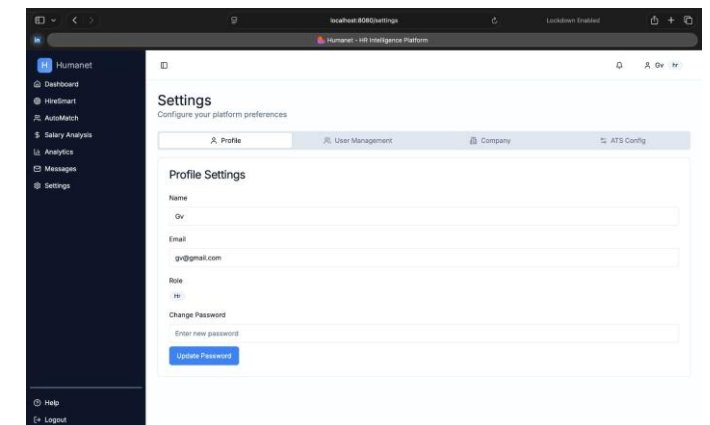 localhost:8080/settings
Lockdown Enabled
in
Humanet - HR Intelligence Platform
H Humanet
Dashboard
HireSmart
AutoMatch
Salary Analysis
Analytics
Messages
Settings
Help
Logout
Gv hr
Settings
Configure your platform preferences
Profile
User Management
Company
ATS Config
Profile Settings
Name
Gv
Email
gv@gmail.com
Role
Hr
Change Password
Enter new password
Update Password